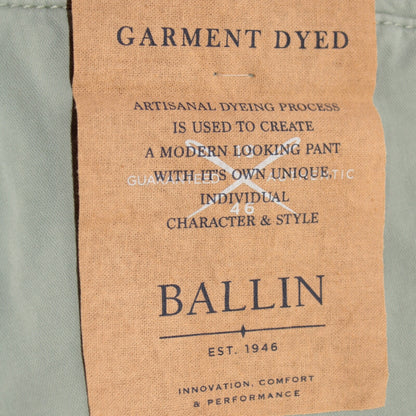 GARMENT DYED
ARTISANAL DYEING PROCESS
IS USED TO CREATE
A MODERN LOOKING PANT
WITH IT'S OWN UNIQUE,
INDIVIDUAL
CHARACTER & STYLE
46
BALLIN
EST. 1946
INNOVATION, COMFORT
& PERFORMANCE